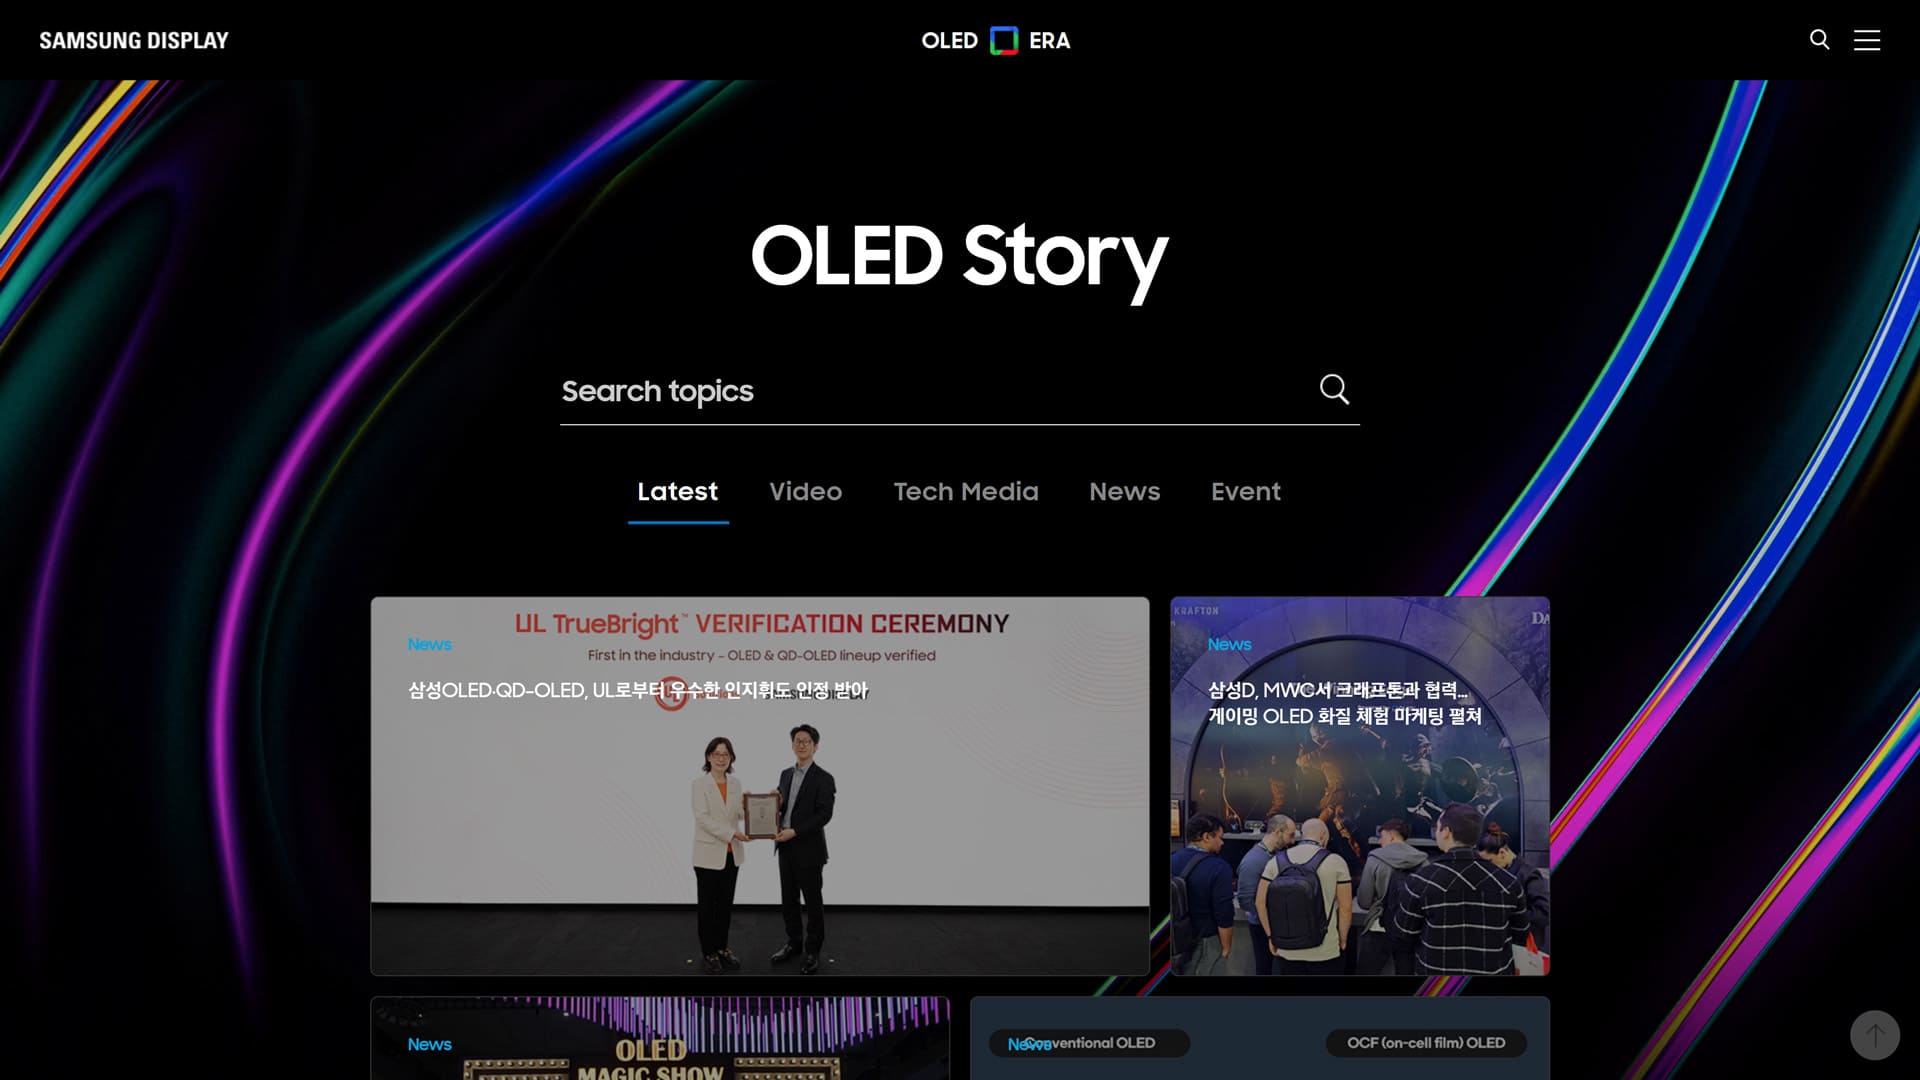 SAMSUNG DISPLAY
OLED ERA
OLED Story
Search topics
Latest
Video
Tech Media
News
Event
UL TrueBright™ VERIFICATION CEREMONY
News
First in the industry - OLED & QD-OLED lineup verified
삼성OLED·QD-OLED, UL로부터 우수한 인지휘도 인정 받아
KRAFTON
News
삼성D, MWC서 크래프톤과 협력...
게이밍 OLED 화질 체험 마케팅 펼쳐
News
OLED
MAGIC SHOW
News
Conventional OLED
OCF (on-cell film) OLED